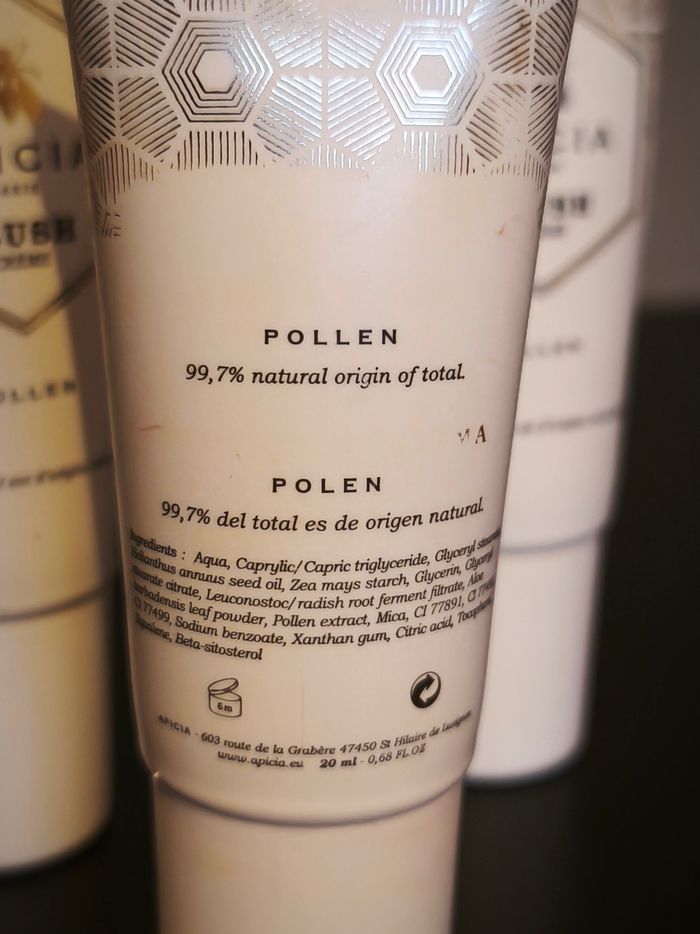 POLLEN
99,7% natural origin of total.
A
POLEN
99,7% del total es de origen natural.
Ingredients : Aqua, Caprylic/Capric triglyceride, Glyceryl
Helianthus annuus seed oil, Zea mays starch, Glycerin, Glyceryl
citrate, Leuconostoc/ radish root ferment filtrate, Aloe
barbadensis leaf powder, Pollen extract, Mica, CI 77891, CI
CI 77499, Sodium benzoate, Xanthan gum, Citric acid,
Squalene, Beta-sitosterol
6m
APICIA - 603 route de la Grabère 47450 St Hilaire de Lusignan
www.apicia.eu 20 ml - 0,68 FL.OZ